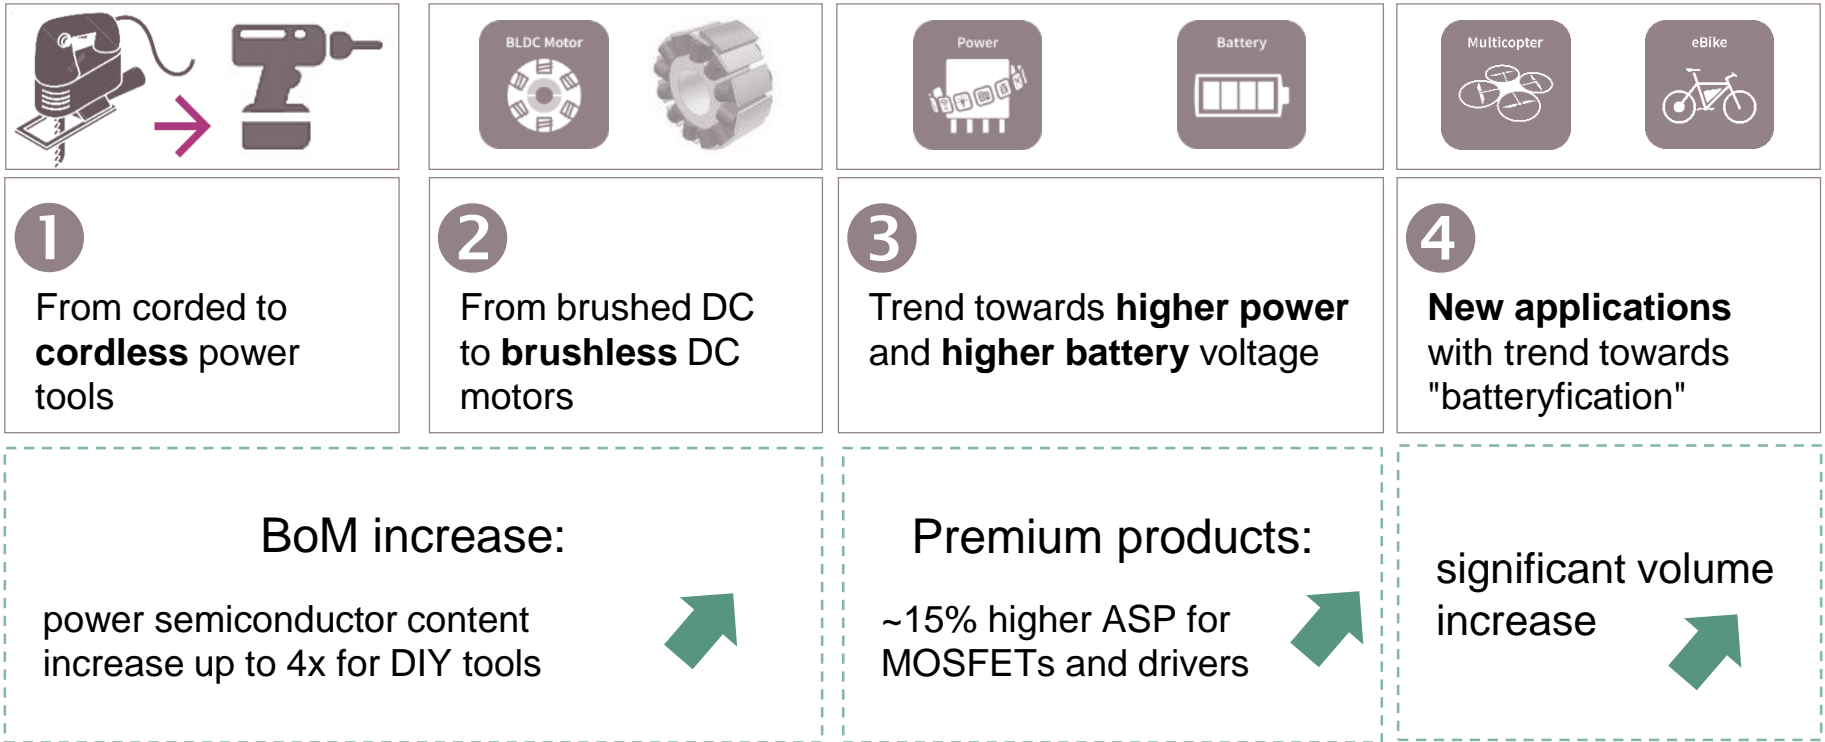 BLDC Motor
Power
Battery
Multicopter
eBike
1
From corded to
cordless power
tools
2
From brushed DC
to brushless DC
motors
3
Trend towards higher power
and higher battery voltage
4
New applications
with trend towards
"batteryfication"
BoM increase:
power semiconductor content
increase up to 4x for DIY tools
Premium products:
~15% higher ASP for
MOSFETs and drivers
significant volume
increase